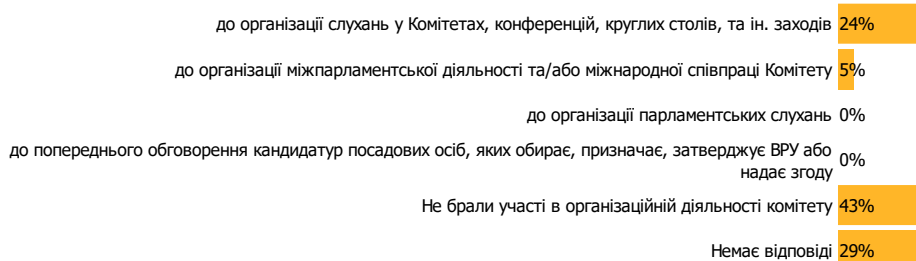 до організації слухань у Комітетах, конференцій, круглих столів, та ін. заходів 24%
до організації міжпарламентської діяльності та/або міжнародної співпраці Комітету 5%
до організації парламентських слухань 0%
до попереднього обговорення кандидатур посадових осіб, яких обирає, призначає, затверджує ВРУ або
надає згоду 0%
Не брали участі в організаційній діяльності комітету 43%
Немає відповіді 29%